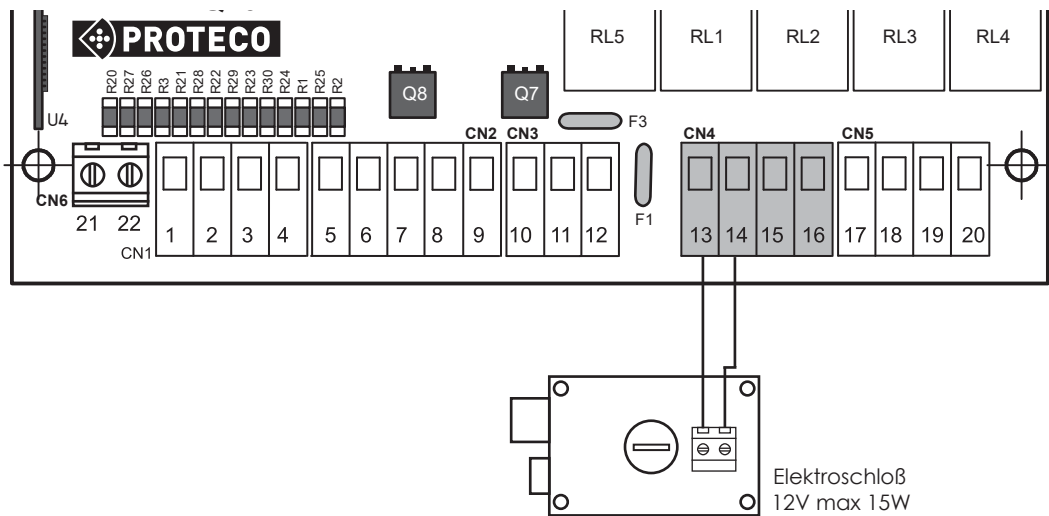 PROTECO
RL5 RL1 RL2 RL3 RL4
R20 R27 R26 R3 R21 R28 R22 R29 R23 R30 R24 R1 R25 R2
Q8 Q7
U4
F3
CN2 CN3 CN4 CN5
CN6
F1
21 22
1 2 3 4 5 6 7 8 9 10 11 12 13 14 15 16 17 18 19 20
CN1
Elektroschloß
12V max 15W